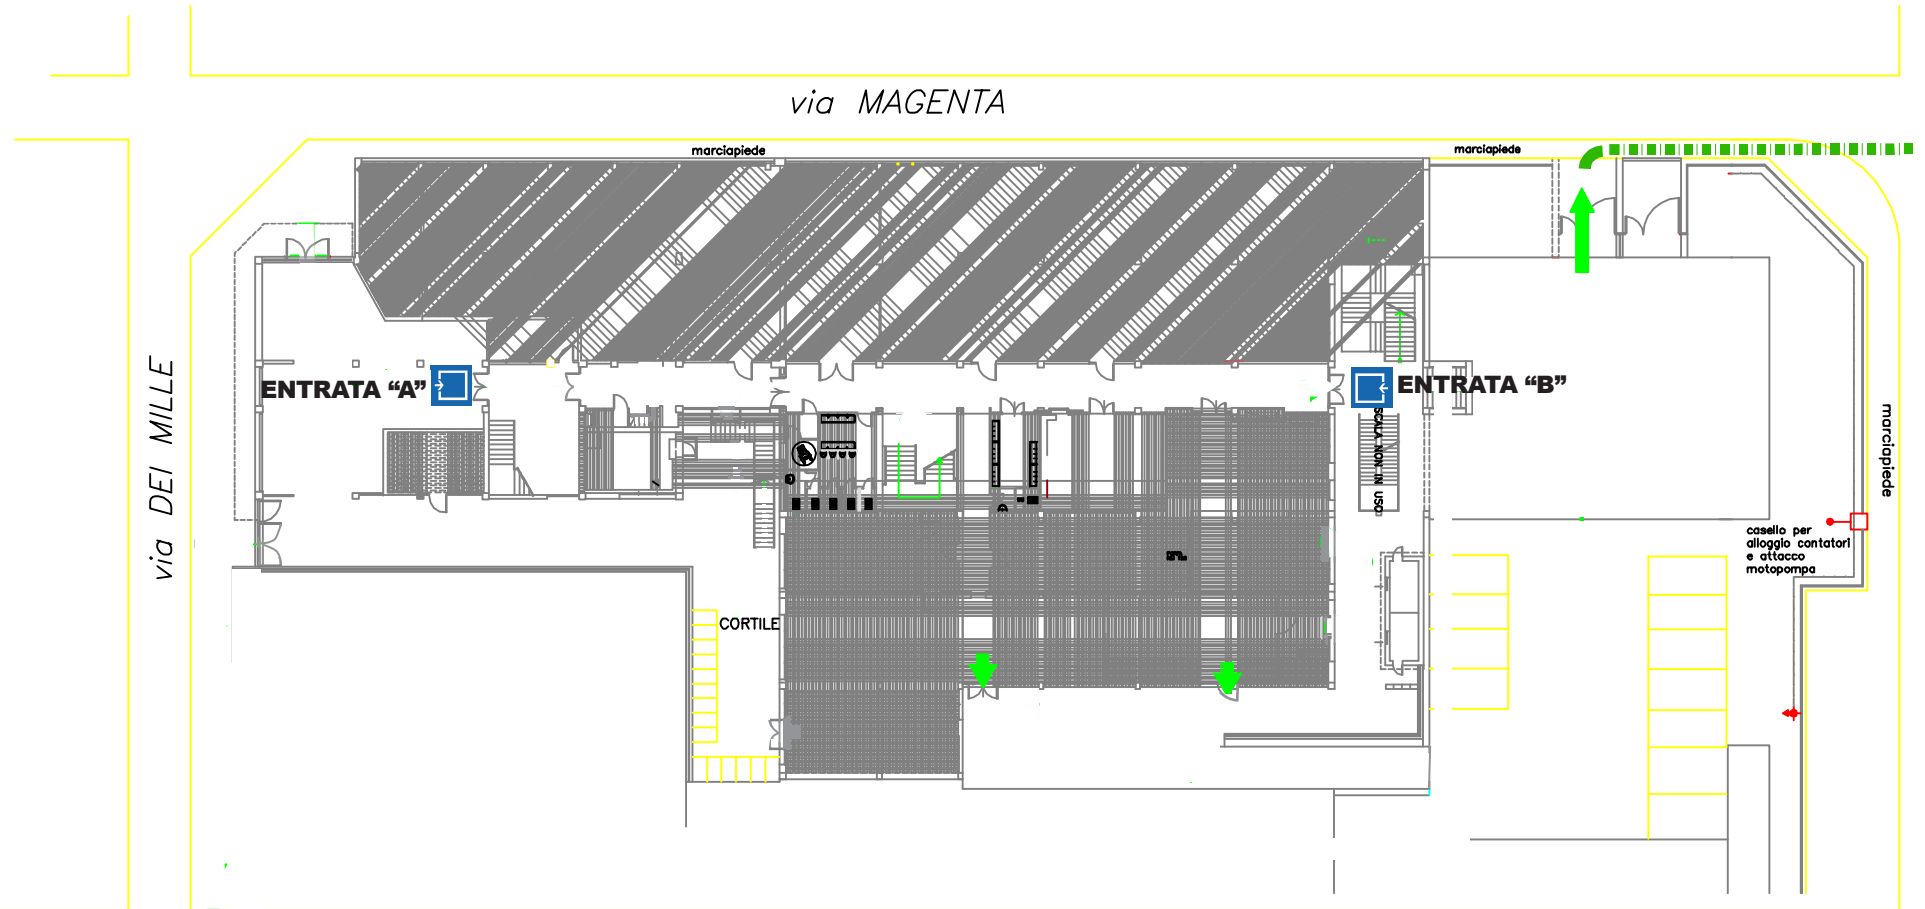 via MAGENTA
marciapiede
marciapiede
via DEI MILLE
ENTRATA “A”
ENTRATA “B”
SCALA NON IN USO
marciapiede
casello per
alloggio contatori
e attacco
motopompa
CORTILE